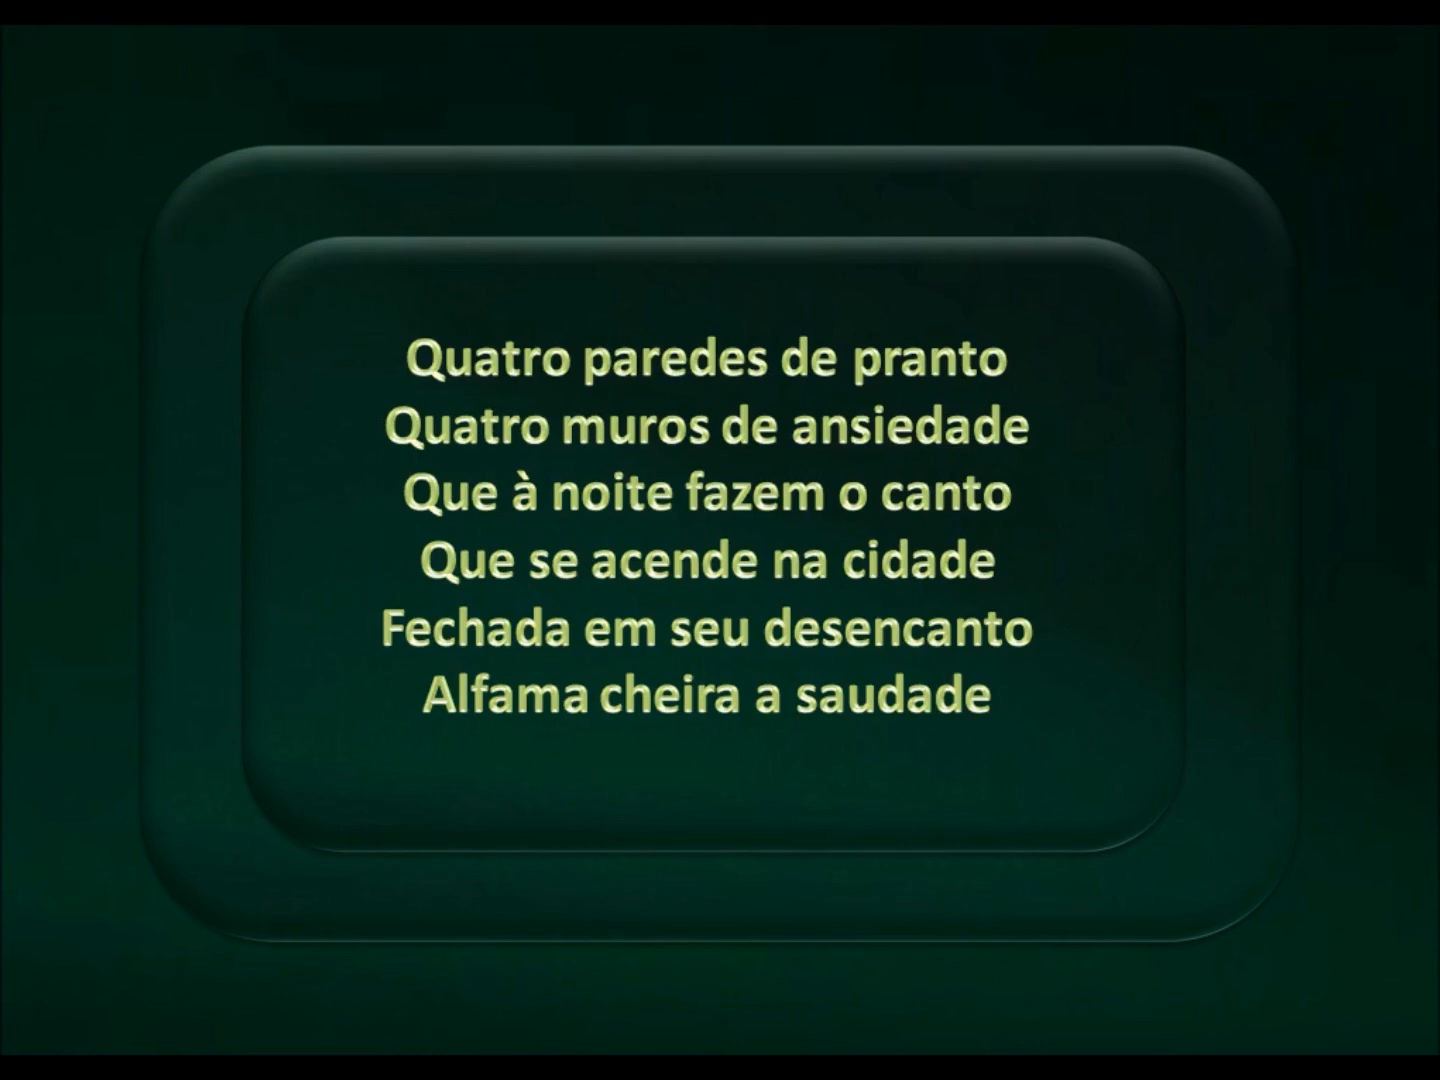 Quatro paredes de pranto
Quatro muros de ansiedade
Que à noite fazem o canto
Que se acende na cidade
Fechada em seu desencanto
Alfama cheira a saudade